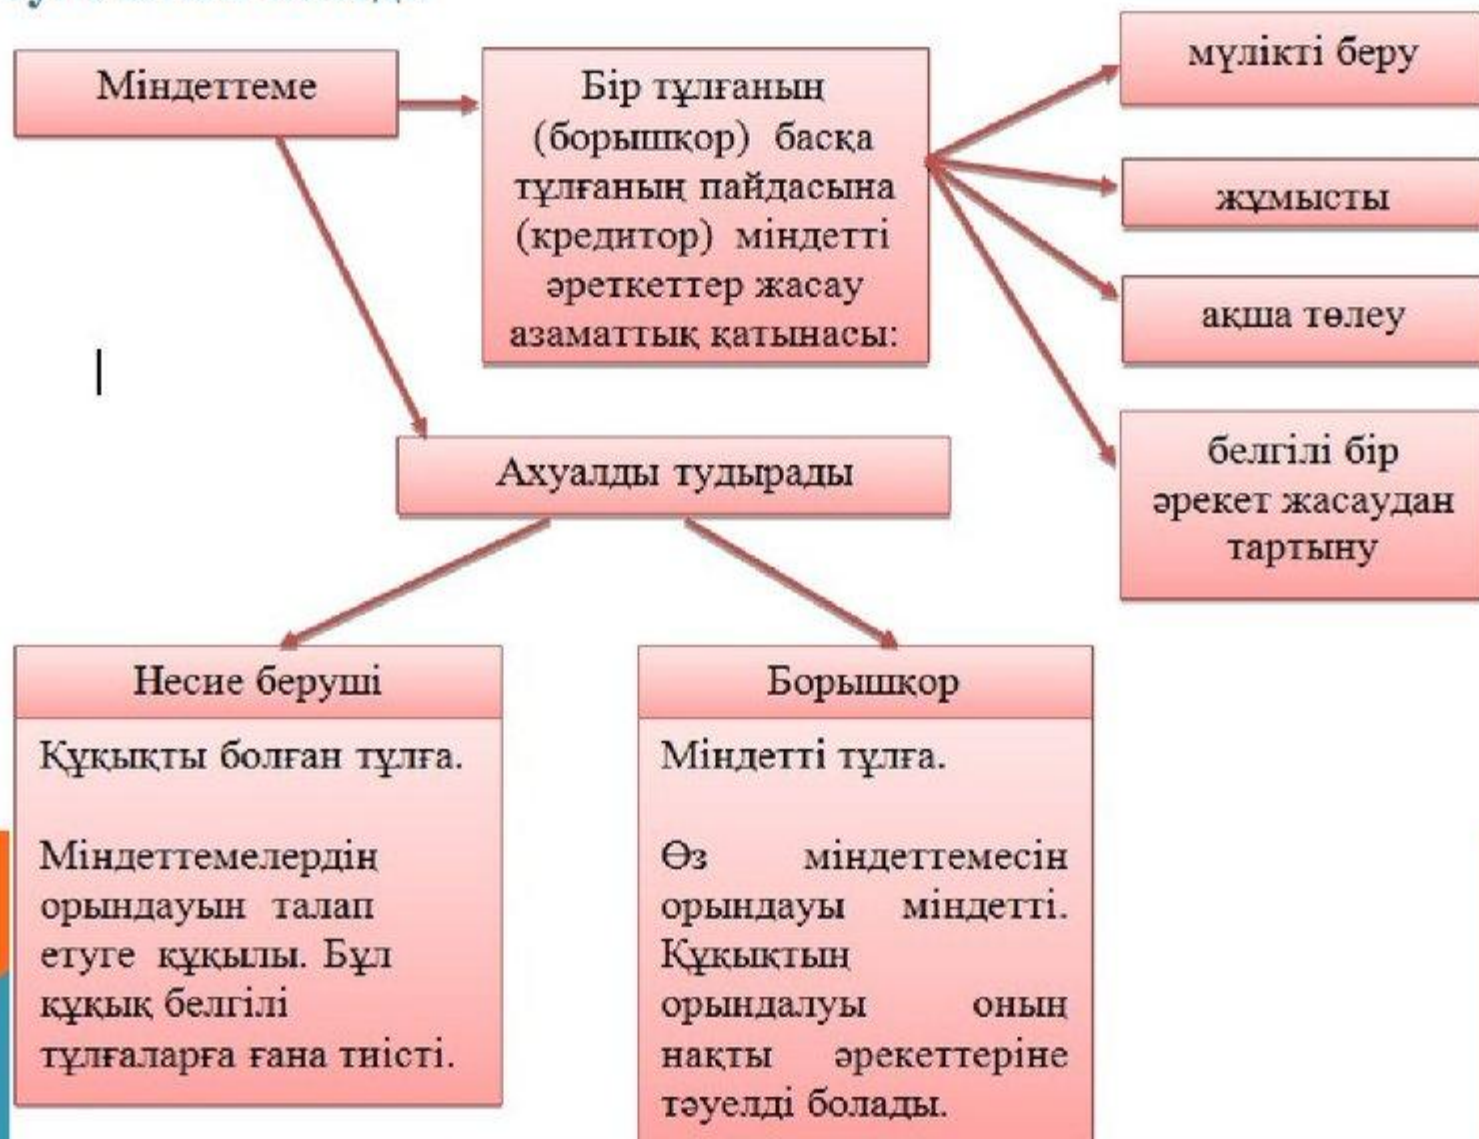 Міндеттеме
Бір тұлғаның
(борышқор) басқа
тұлғаның пайдасына
(кредитор) міндетті
әреткеттер жасау
азаматтық қатынасы:
мүлікті беру
жұмысты
ақша төлеу
белгілі бір
әрекет жасаудан
тартыну
Ахуалды тудырады
Несие беруші
Құқықты болған тұлға.
Міндеттемелердің
орындауын талап
етуге құқылы. Бұл
құқық белгілі
тұлғаларға ғана тиісті.
Борышкор
Міндетті тұлға.
Өз міндеттемесін
орындауы міндетті.
Құқықтың
орындалуы оның
нақты әрекеттеріне
тәуелді болады.